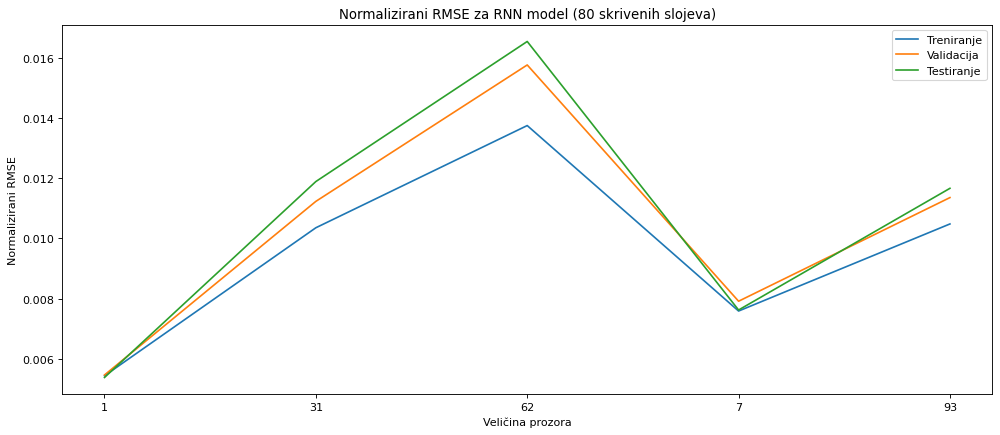 Normalizirani RMSE za RNN model (80 skrivenih slojeva)
Treniranje
Validacija
Testiranje
Normalizirani RMSE
0.016
0.014
0.012
0.010
0.008
0.006
1
31
62
7
93
Veličina prozora